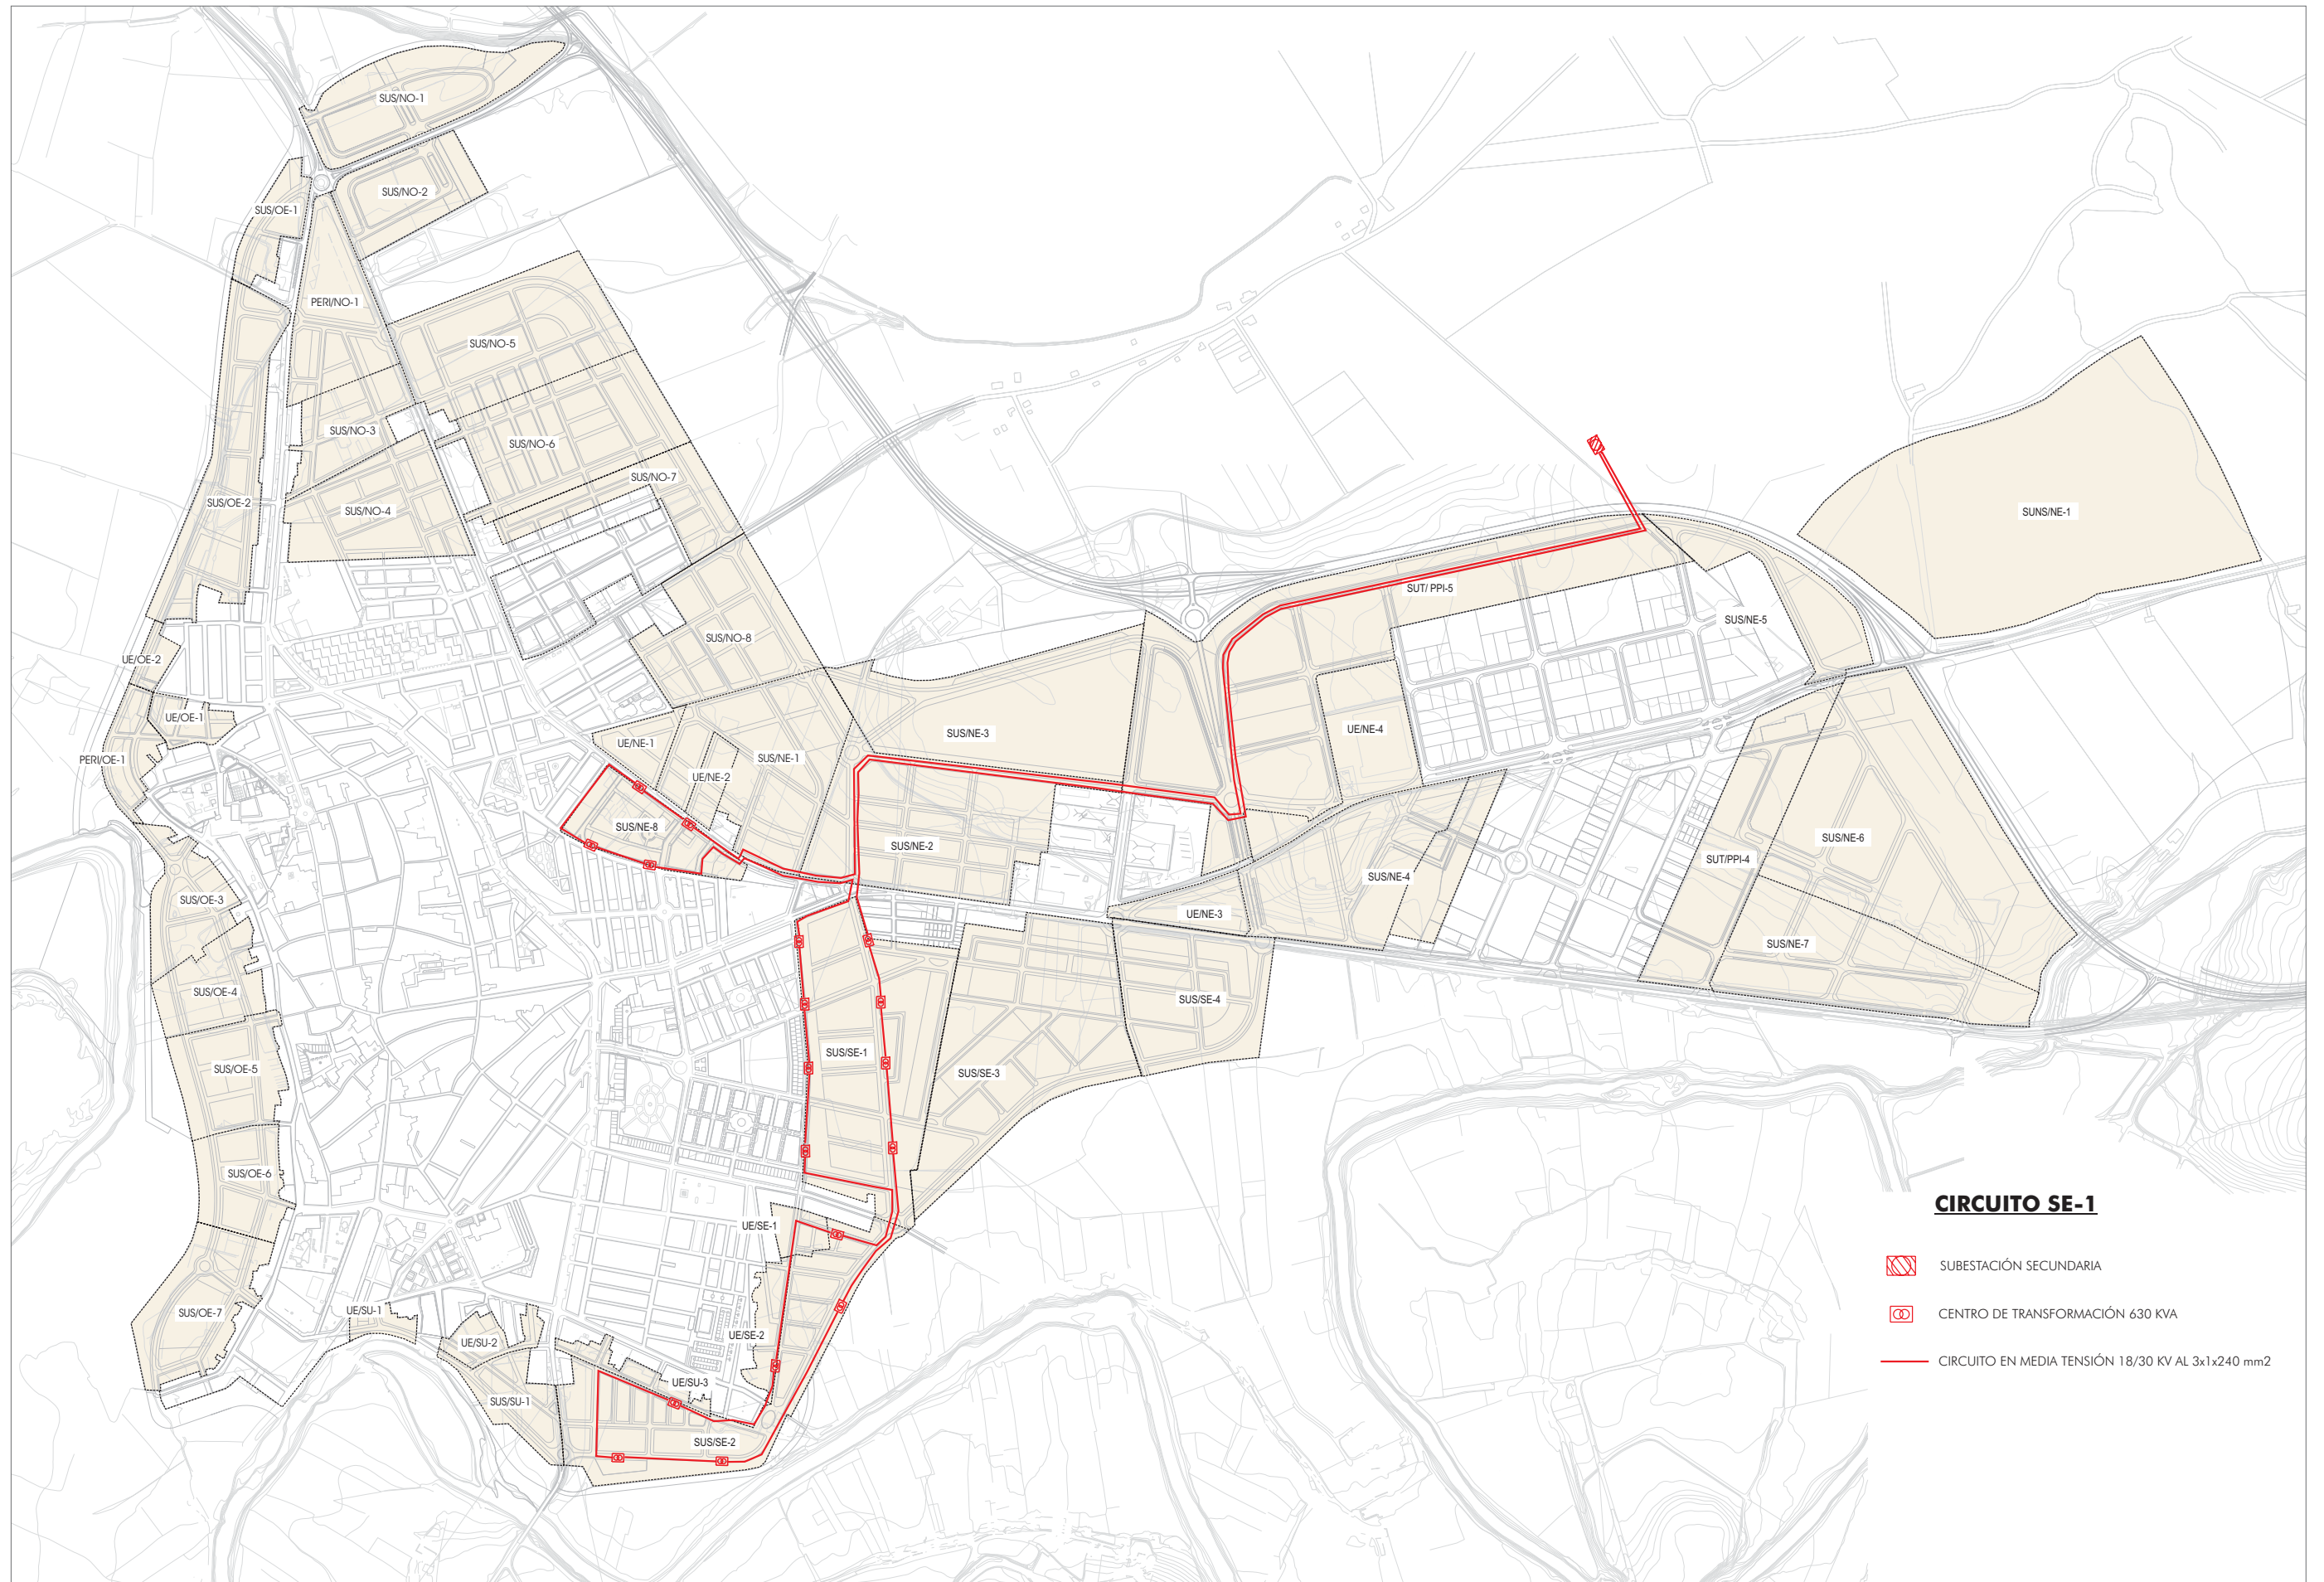 SUS/NO-1
SUS/NO-2
SUS/OE-1
PERI/NO-1
SUS/NO-5
SUS/NO-3
SUS/NO-6
SUS/NO-7
SUS/OE-2
SUS/NO-4
SUNS/NE-1
SUT/ PPI-5
SUS/NE-5
SUS/NO-8
UE/OE-2
UE/OE-1
PERI/OE-1
UE/NE-1
SUS/NE-3
UE/NE-4
SUS/NE-1
UE/NE-2
SUS/NE-8
SUS/NE-2
SUS/NE-6
SUT/PPI-4
SUS/NE-4
SUS/OE-3
UE/NE-3
SUS/NE-7
SUS/OE-4
SUS/SE-4
SUS/SE-1
SUS/OE-5
SUS/SE-3
SUS/OE-6
UE/SE-1
SUS/OE-7
UE/SU-1
UE/SU-2
UE/SE-2
UE/SU-3
SUS/SU-1
SUS/SE-2
CIRCUITO SE-1
SUBESTACIÓN SECUNDARIA
CENTRO DE TRANSFORMACIÓN 630 KVA
CIRCUITO EN MEDIA TENSIÓN 18/30 KV AL 3x1x240 mm2